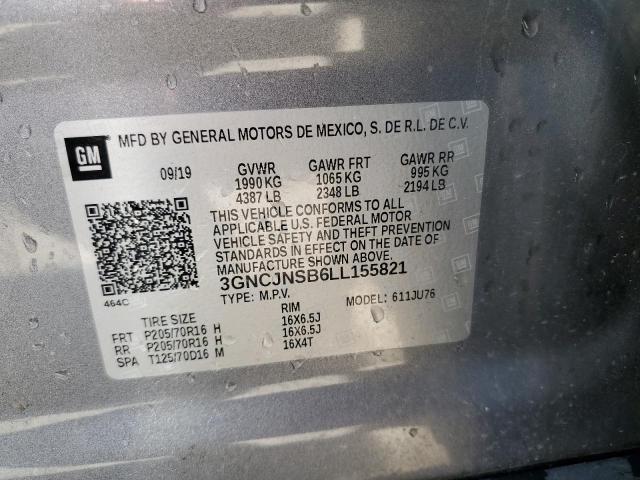 GM
MFD BY GENERAL MOTORS DE MEXICO, S. DE R.L. DE C.V.
09/19 GVWR GAWR FRT GAWR RR
1990 KG 1065 KG 995 KG
4387 LB 2348 LB 2194 LB
THIS VEHICLE CONFORMS TO ALL
APPLICABLE U.S. FEDERAL MOTOR
VEHICLE SAFETY AND THEFT PREVENTION
STANDARDS IN EFFECT ON THE DATE OF
MANUFACTURE SHOWN ABOVE.
3GNCJNSB6LL155821
464C
TYPE: M.P.V. MODEL: 611JU76
TIRE SIZE RIM
FRT P205/70R16 H 16X6.5J
RR P205/70R16 H 16X6.5J
SPA T125/70D16 M 16X4T